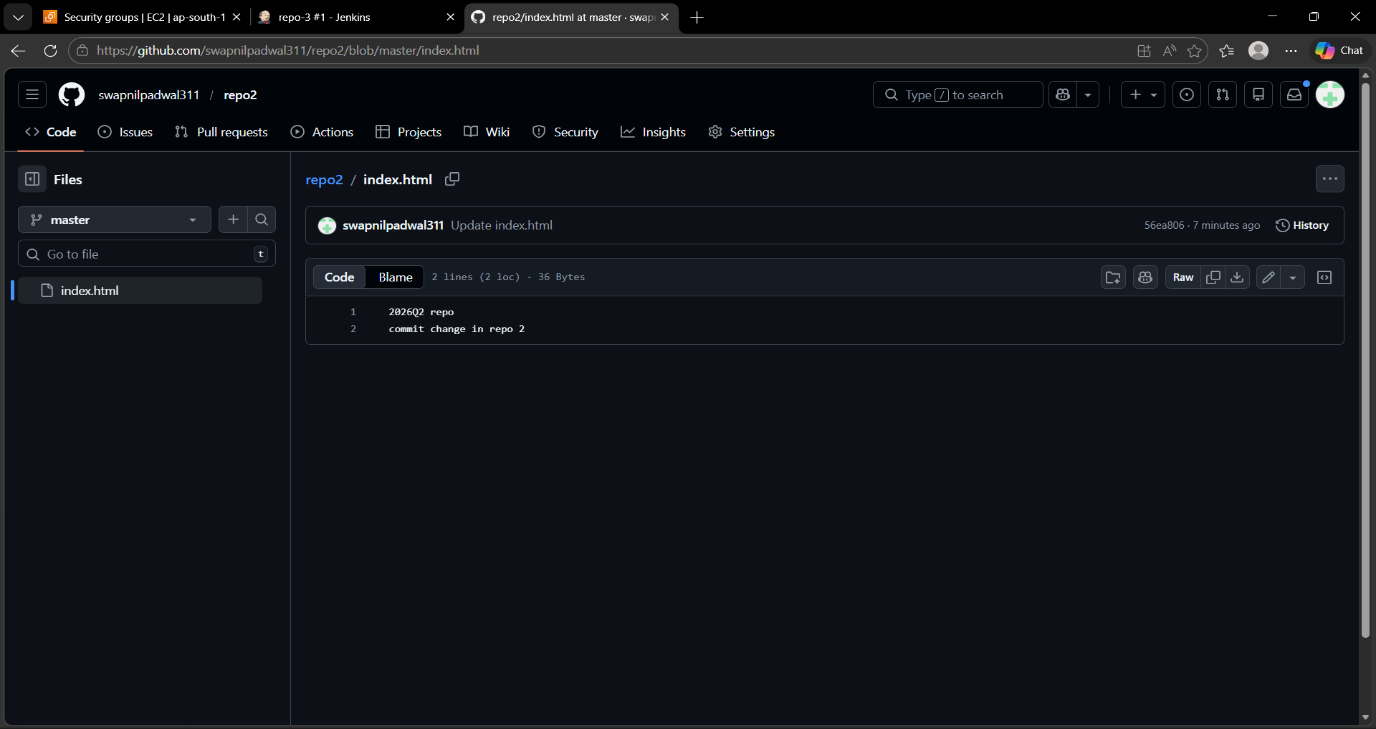 Security groups | EC2 | ap-south-1
repo-3 #1 - Jenkins
repo2/index.html at master · swap
https://github.com/swapnilpadwal311/repo2/blob/master/index.html
Chat
swapnilpadwal311 / repo2
Type / to search
Code
Issues
Pull requests
Actions
Projects
Wiki
Security
Insights
Settings
Files
master
Go to file
t
index.html
repo2 / index.html
swapnilpadwal311 Update index.html
56ea806 · 7 minutes ago
History
Code
Blame
2 lines (2 loc) · 36 Bytes
Raw
1 2026Q2 repo
2 commit change in repo 2